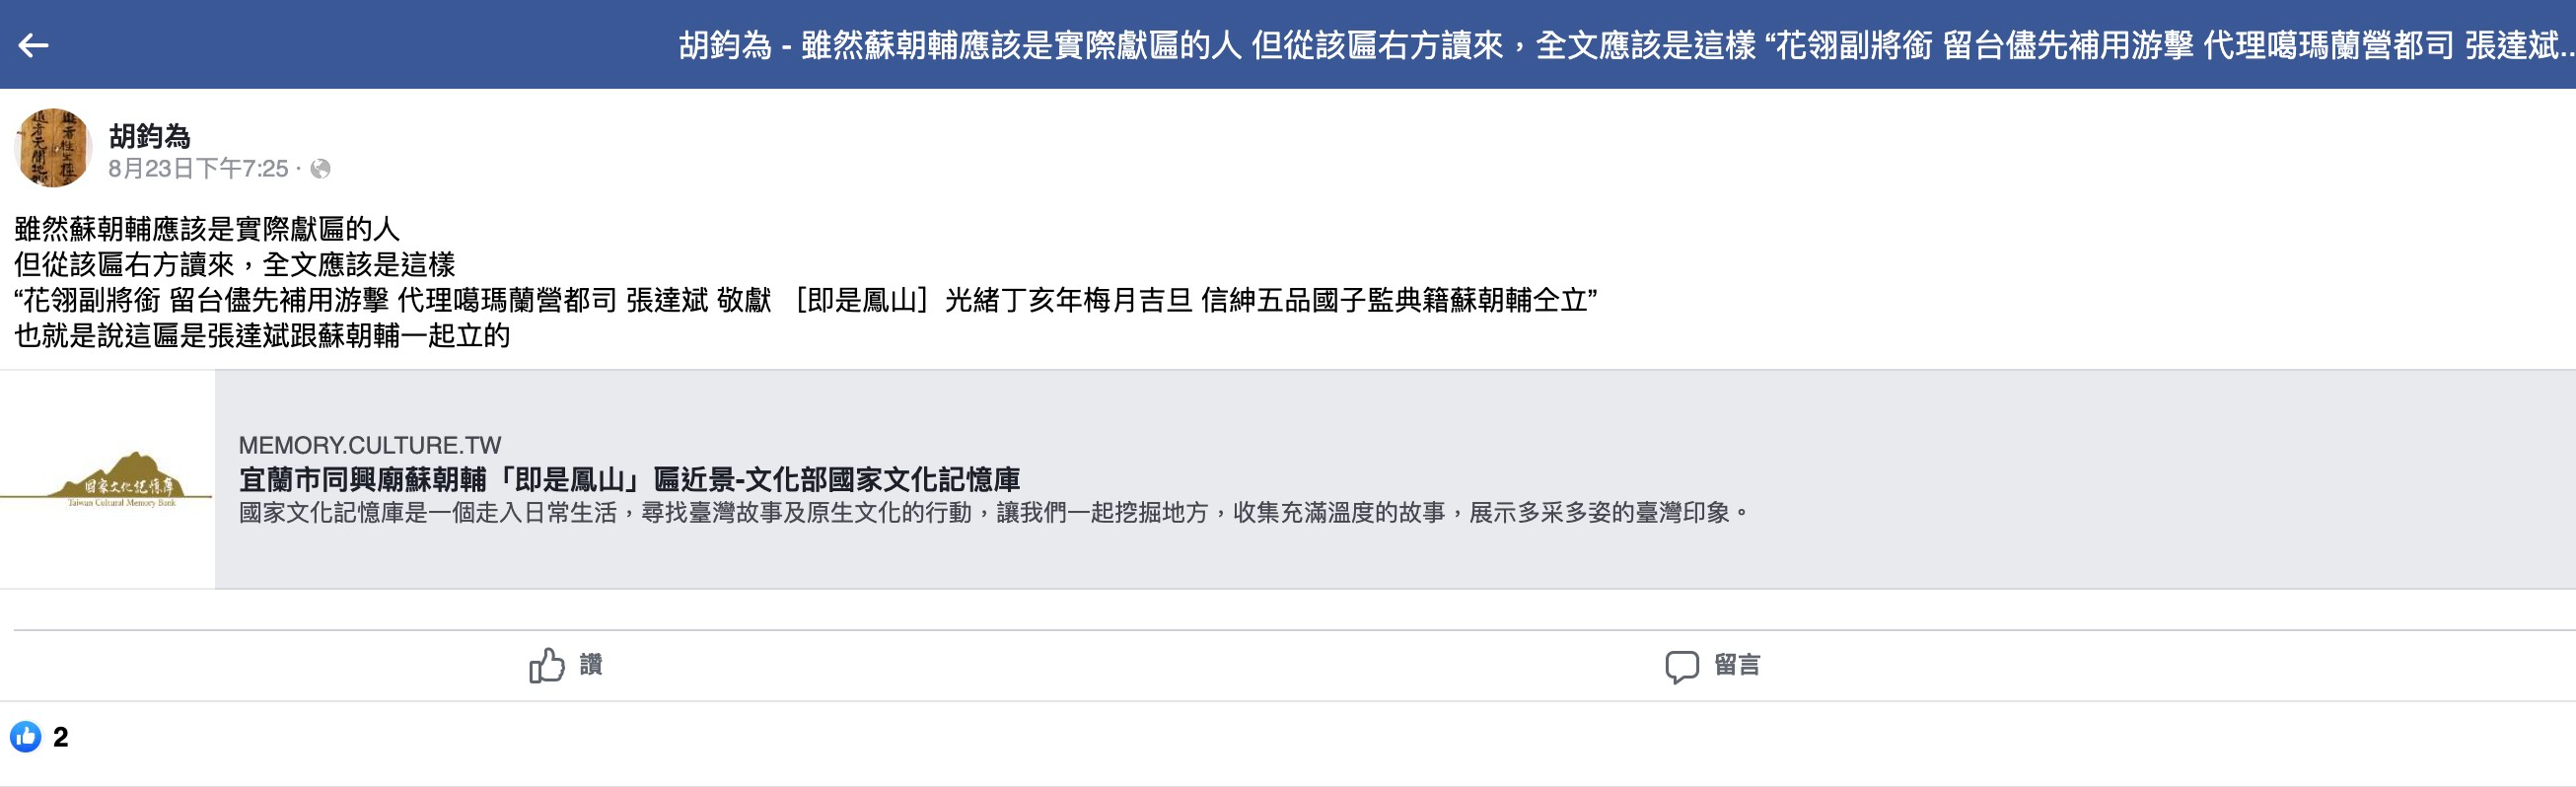 胡鈞為 - 雖然蘇朝輔應該是實際獻匾的人 但從該匾右方讀來，全文應該是這樣 “花翎副將銜 留台儘先補用游擊 代理噶瑪蘭營都司 張達斌...
胡鈞為
8月23日下午7:25 ·
雖然蘇朝輔應該是實際獻匾的人
但從該匾右方讀來，全文應該是這樣
“花翎副將銜 留台儘先補用游擊 代理噶瑪蘭營都司 張達斌 敬獻 ［即是鳳山］光緒丁亥年梅月吉旦 信紳五品國子監典籍蘇朝輔仝立”
也就是說這匾是張達斌跟蘇朝輔一起立的
国家文化记憶庫
Taiwan Cultural Memory Bank
MEMORY.CULTURE.TW
宜蘭市同興廟蘇朝輔「即是鳳山」匾近景-文化部國家文化記憶庫
國家文化記憶庫是一個走入日常生活，尋找臺灣故事及原生文化的行動，讓我們一起挖掘地方，收集充滿溫度的故事，展示多采多姿的臺灣印象。
讚
留言
2